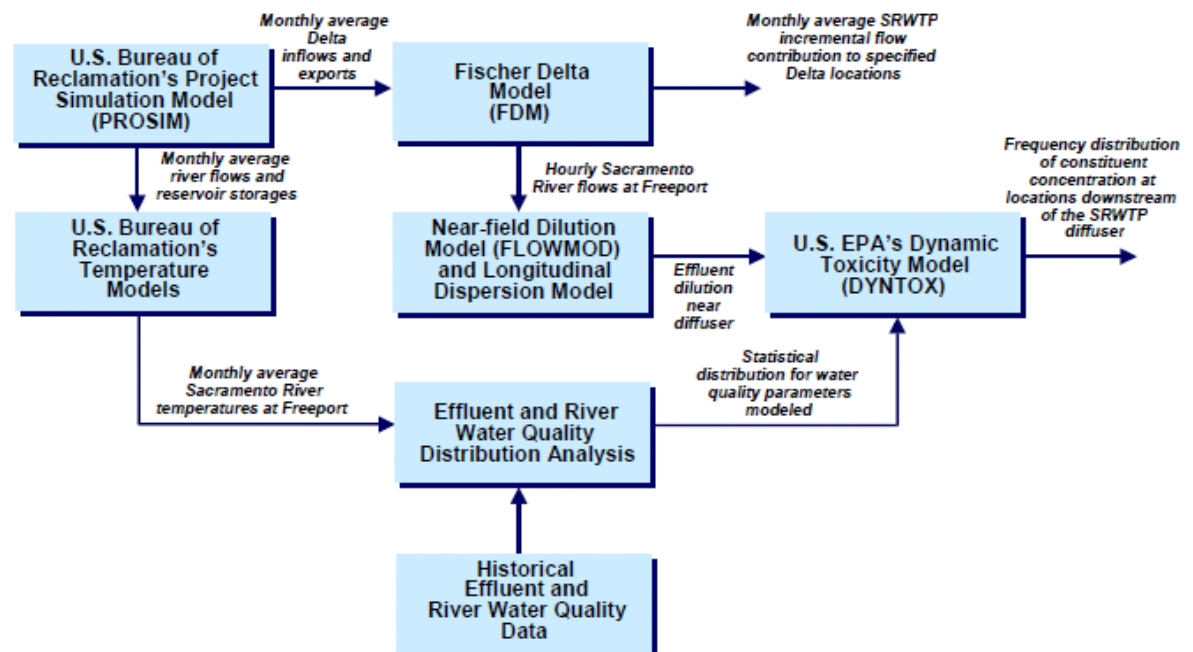 Monthly average
Delta
inflows and
exports
Monthly average SRWTP
incremental flow
contribution to specified
Delta locations
U.S. Bureau of
Reclamation's Project
Simulation Model
(PROSIM)
Fischer Delta
Model
(FDM)
Monthly average
river flows and
reservoir storages
Hourly Sacramento
River flows at Freeport
Frequency distribution
of constituent
concentration at
locations downstream
of the SRWTP
diffuser
U.S. Bureau of
Reclamation's
Temperature
Models
Near-field Dilution
Model (FLOWMOD)
and Longitudinal
Dispersion Model
Effluent
dilution
near
diffuser
U.S. EPA's Dynamic
Toxicity Model
(DYNTOX)
Monthly average
Sacramento River
temperatures at Freeport
Statistical
distribution for water
quality parameters
modeled
Effluent and River
Water Quality
Distribution Analysis
Historical
Effluent and
River Water Quality
Data